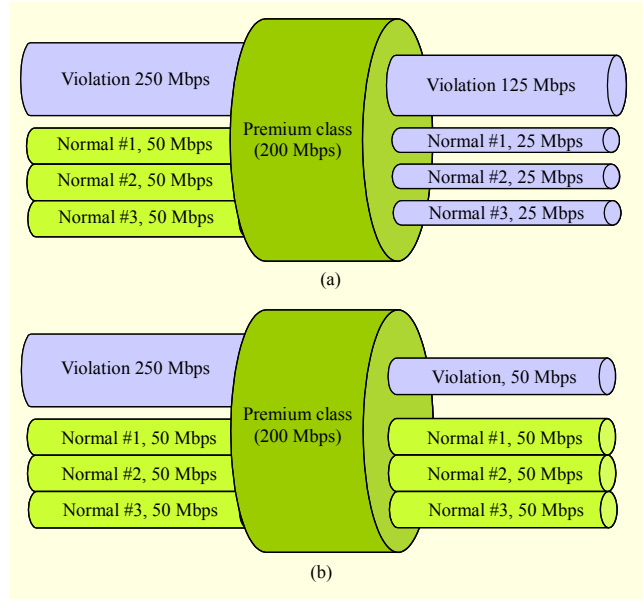 Violation 250 Mbps
Normal #1, 50 Mbps
Normal #2, 50 Mbps
Normal #3, 50 Mbps
Premium class
(200 Mbps)
Violation 125 Mbps
Normal #1, 25 Mbps
Normal #2, 25 Mbps
Normal #3, 25 Mbps
(a)
Violation 250 Mbps
Normal #1, 50 Mbps
Normal #2, 50 Mbps
Normal #3, 50 Mbps
Premium class
(200 Mbps)
Violation, 50 Mbps
Normal #1, 50 Mbps
Normal #2, 50 Mbps
Normal #3, 50 Mbps
(b)